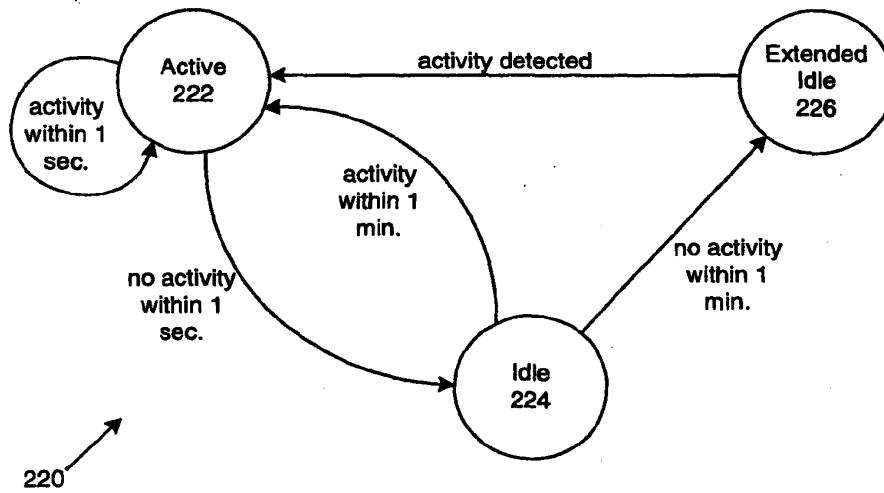 Active
222
activity detected
Extended
Idle
226
activity
within 1
sec.
activity
within 1
min.
no activity
within 1
sec.
no activity
within 1
min.
Idle
224
220